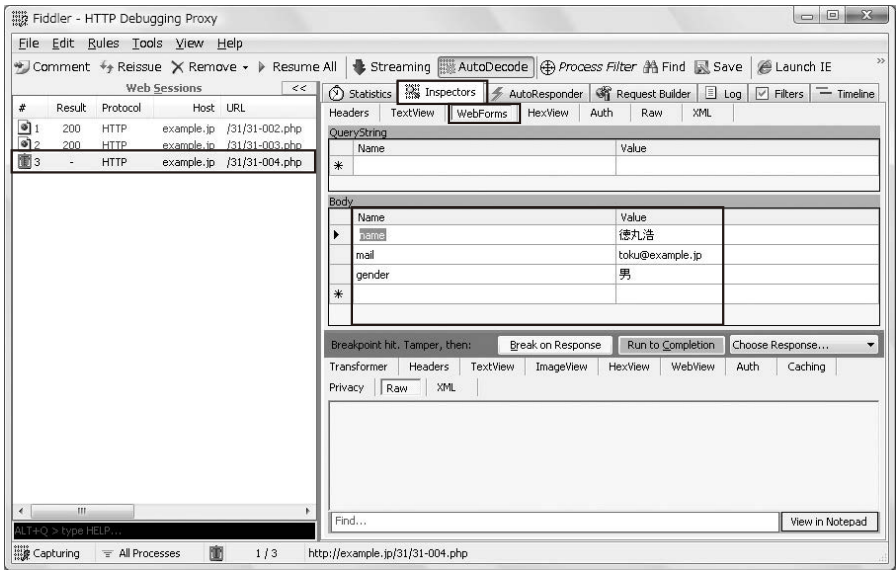 Fiddler - HTTP Debugging Proxy
File Edit Rules Tools View Help
Comment Reissue Remove Resume All Streaming AutoDecode Process Filter Find Save Launch IE »
Web Sessions <<
# Result Protocol Host URL
1 200 HTTP example.jp /31/31-002.php
2 200 HTTP example.jp /31/31-003.php
3 - HTTP example.jp /31/31-004.php
ALT+Q > type HELP...
Statistics Inspectors AutoResponder Request Builder Log Filters Timeline
Headers TextView WebForms HexView Auth Raw XML
QueryString
Name Value
*
Body
Name Value
name 徳丸浩
mail toku@example.jp
gender 男
*
Breakpoint hit. Tamper, then: Break on Response Run to Completion Choose Response...
Transformer Headers TextView ImageView HexView WebView Auth Caching
Privacy Raw XML
Find... View in Notepad
Capturing All Processes 1 / 3 http://example.jp/31/31-004.php